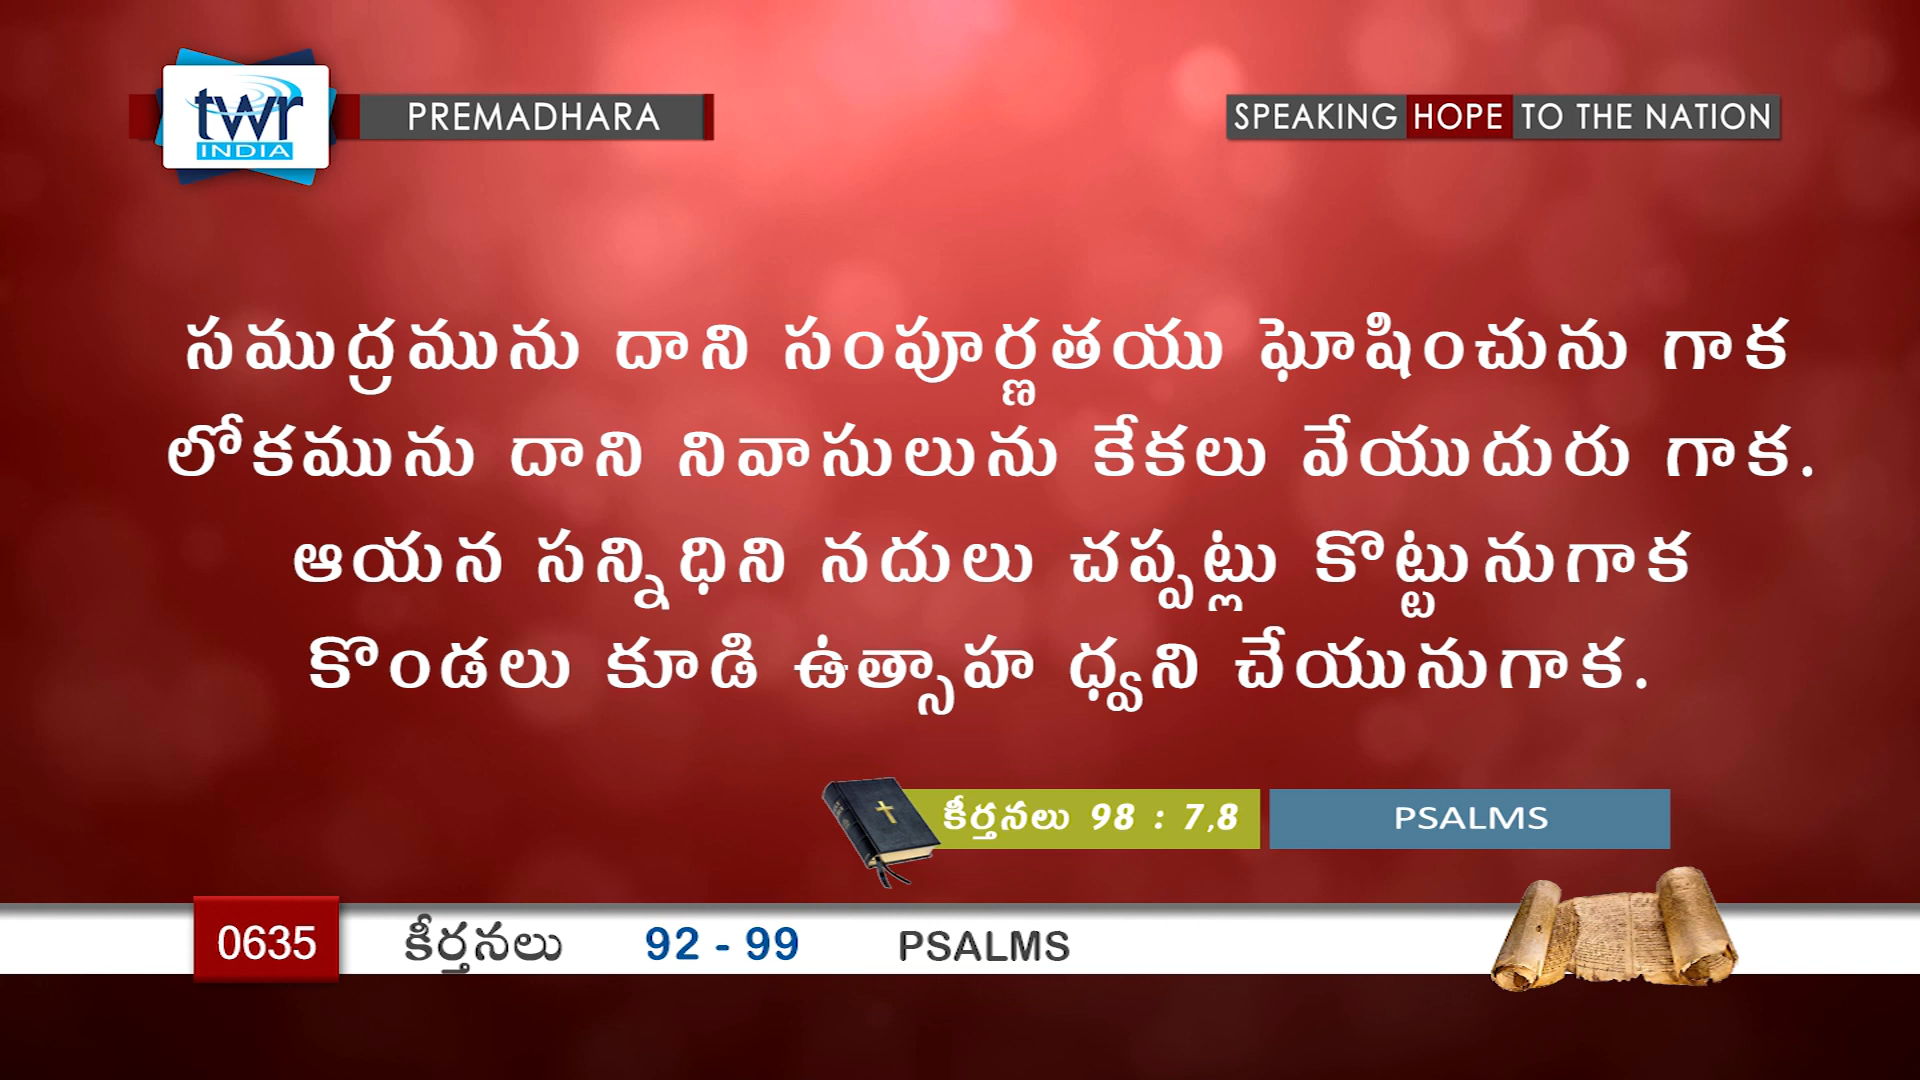 twr
INDIA
PREMADHARA
SPEAKING HOPE TO THE NATION
సముద్రమును దాని సంపూర్ణతయు ఘోషించును గాక
లోకమును దాని నివాసులును కేకలు వేయుదురు గాక.
ఆయన సన్నిధిని నదులు చప్పట్లు కొట్టునుగాక
కొండలు కూడి ఉత్సాహ ధ్వని చేయునుగాక.
కీర్తనలు 98 : 7,8
PSALMS
0635 కీర్తనలు 92 - 99 PSALMS